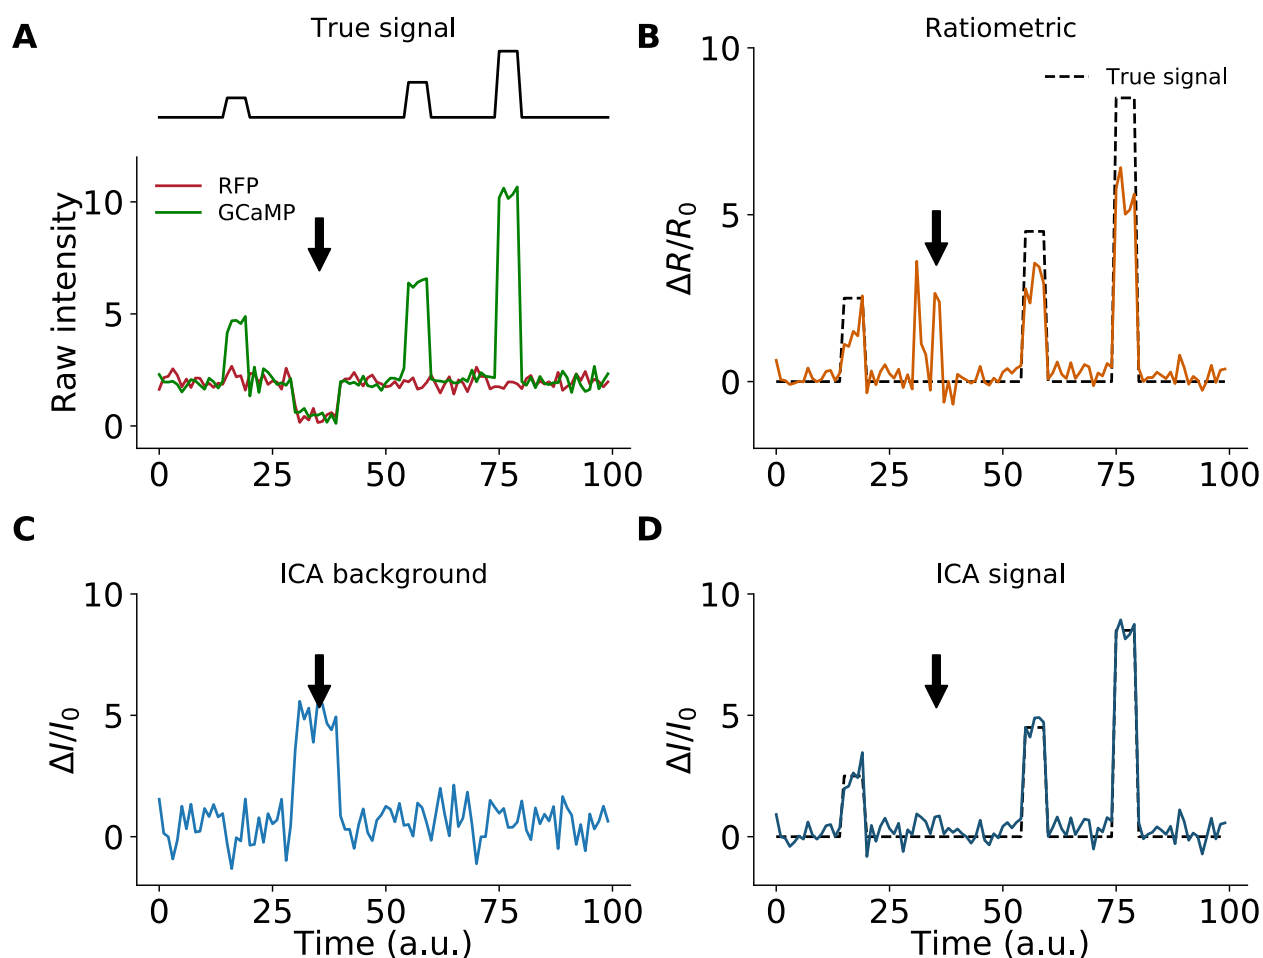 A
True signal
RFP
GCaMP
Raw intensity
10
5
0
0 25 50 75 100
B
Ratiometric
True signal
ΔR/R0
10
5
0
0 25 50 75 100
C
ICA background
ΔI/I0
10
5
0
0 25 50 75 100
Time (a.u.)
D
ICA signal
ΔI/I0
10
5
0
0 25 50 75 100
Time (a.u.)